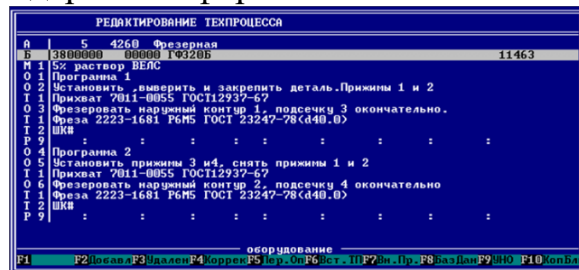 РЕДАКТИРОВАНИЕ ТЕХПРОЦЕССА
А | 5 4260 Фрезерная
Б |3800000 00000 ГФ320Б 11463
М 1|5% раствор ВЕЛС
О 1|Программа 1
О 2|Установить ,выверить и закрепить деталь.Прижимы 1 и 2
Т 1|Прихват 7011-0055 ГОСТ12937-67
О 3|Фрезеровать наружный контур 1, подсечку 3 окончательно.
Т 1|Фреза 2223-1681 Р6М5 ГОСТ 23247-78(d40.0)
Т 2|ШК#
Р 9| : : : : : :
О 4|Программа 2
О 5|Установить прижимы 3 и4, снять прижимы 1 и 2
Т 1|Прихват 7011-0055 ГОСТ12937-67
О 6|Фрезеровать наружный контур 2, подсечку 4 окончательно
Т 1|Фреза 2223-1681 Р6М5 ГОСТ 23247-78(d40.0)
Т 2|ШК#
Р 9| : : : : : :
оборудование
F1 F2Добавл F3Удален F4Коррек F5Пер.Оп F6Вст.ТП F7Вн.Пр. F8БазДан F9УНО F10КопБл